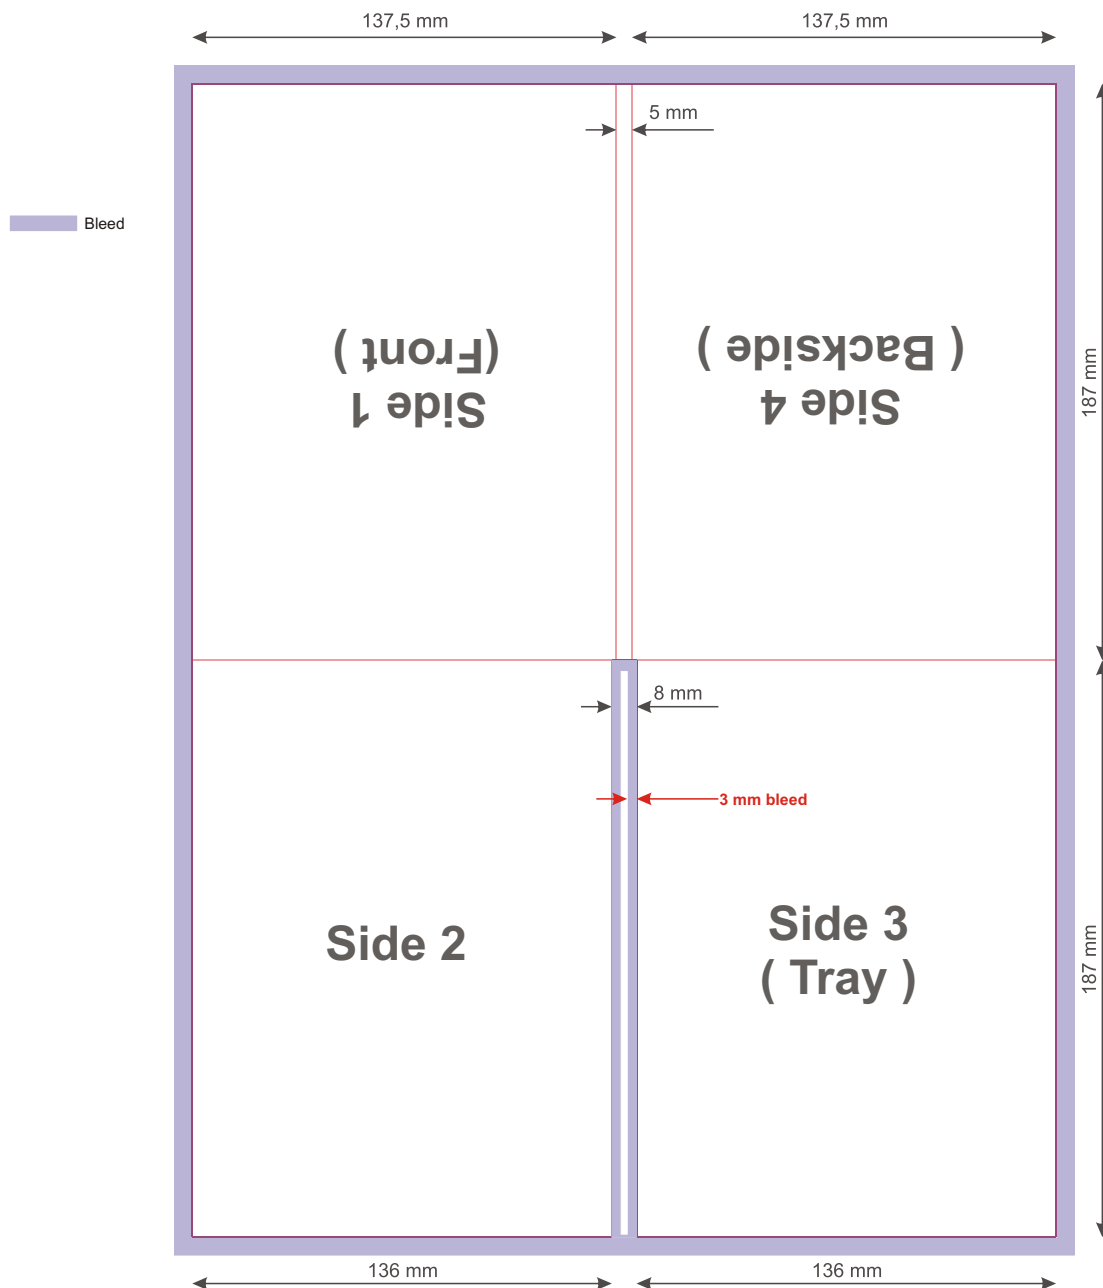 137,5 mm
137,5 mm
5 mm
Bleed
Side 1
(Front )
Side 4
( Backside )
187 mm
8 mm
3 mm bleed
Side 2
Side 3
( Tray )
187 mm
136 mm
136 mm